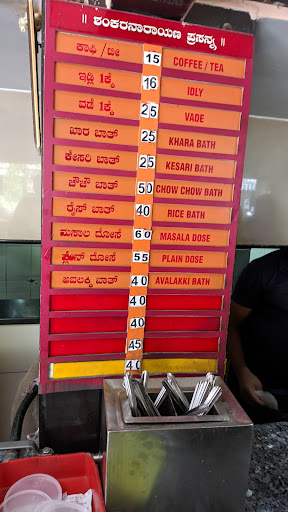 || ಶಂಕರನಾರಾಯಣ ಪ್ರಸನ್ನ ||
ಕಾಫಿ / ಟೀ 15 COFFEE / TEA
ಇಡ್ಲಿ 1ಕ್ಕೆ 16 IDLY
ವಡೆ 1ಕ್ಕೆ 25 VADE
ಖಾರ ಬಾತ್ 25 KHARA BATH
ಕೇಸರಿ ಬಾತ್ 25 KESARI BATH
ಚೌಚೌ ಬಾತ್ 50 CHOW CHOW BATH
ರೈಸ್ ಬಾತ್ 40 RICE BATH
ಮಸಾಲ ದೋಸೆ 60 MASALA DOSE
ಪ್ಲೇನ್ ದೋಸೆ 55 PLAIN DOSE
ಅವಲಕ್ಕಿ ಬಾತ್ 40 AVALAKKI BATH
40
40
45
40